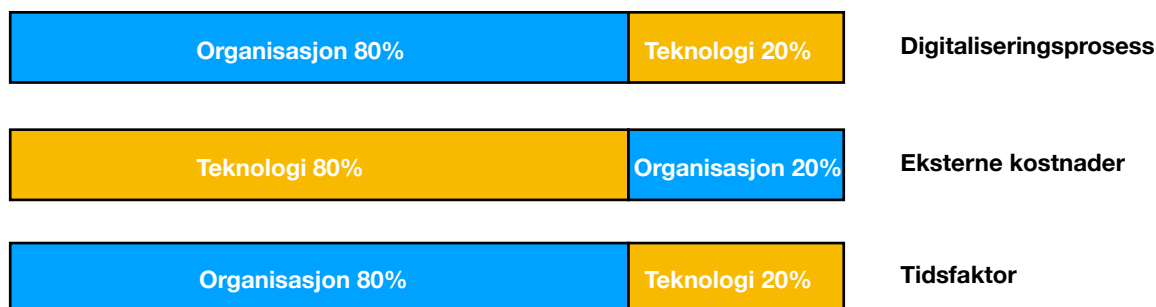 Organisasjon 80% Teknologi 20% Digitaliseringsprosess
Teknologi 80% Organisasjon 20% Eksterne kostnader
Organisasjon 80% Teknologi 20% Tidsfaktor